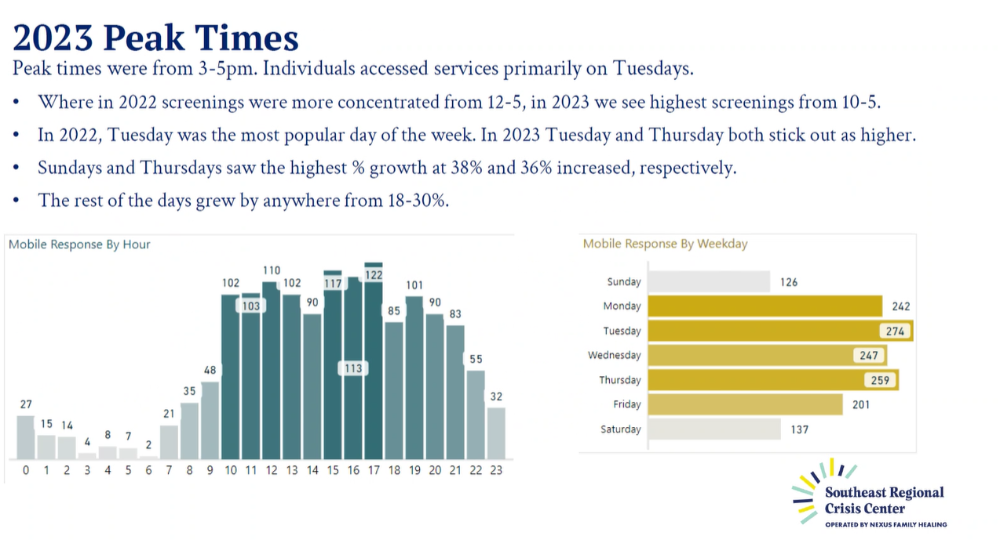 2023 Peak Times
Peak times were from 3-5pm. Individuals accessed services primarily on Tuesdays.
• Where in 2022 screenings were more concentrated from 12-5, in 2023 we see highest screenings from 10-5.
• In 2022, Tuesday was the most popular day of the week. In 2023 Tuesday and Thursday both stick out as higher.
• Sundays and Thursdays saw the highest % growth at 38% and 36% increased, respectively.
• The rest of the days grew by anywhere from 18-30%.
Mobile Response By Hour
27 15 14 4 8 7 2 21 35 48 102 103 110 102 90 117 113 122 85 101 90 83 55 32
0 1 2 3 4 5 6 7 8 9 10 11 12 13 14 15 16 17 18 19 20 21 22 23
Mobile Response By Weekday
Sunday 126
Monday 242
Tuesday 274
Wednesday 247
Thursday 259
Friday 201
Saturday 137
Southeast Regional
Crisis Center
OPERATED BY NEXUS FAMILY HEALING